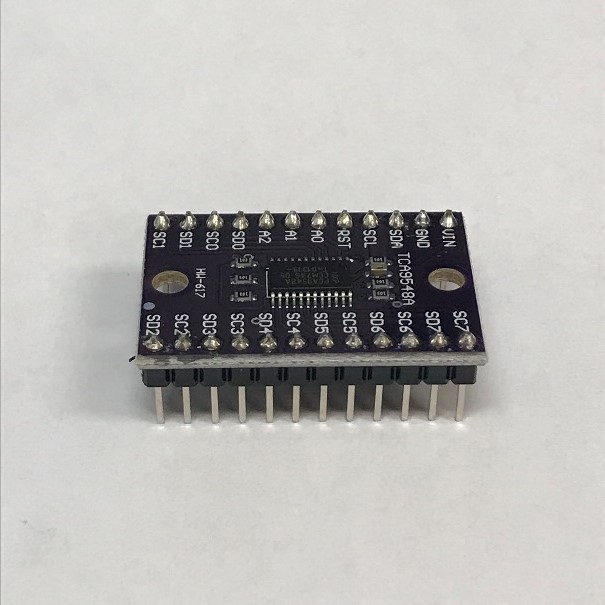 SC1 SD1 SC0 SD0 A2 A1 A0 RST SCL SDA GND VIN
TCA9548A
HW-617
SD2 SC2 SD3 SC3 SD4 SC4 SD5 SC5 SD6 SC6 SD7 SC7